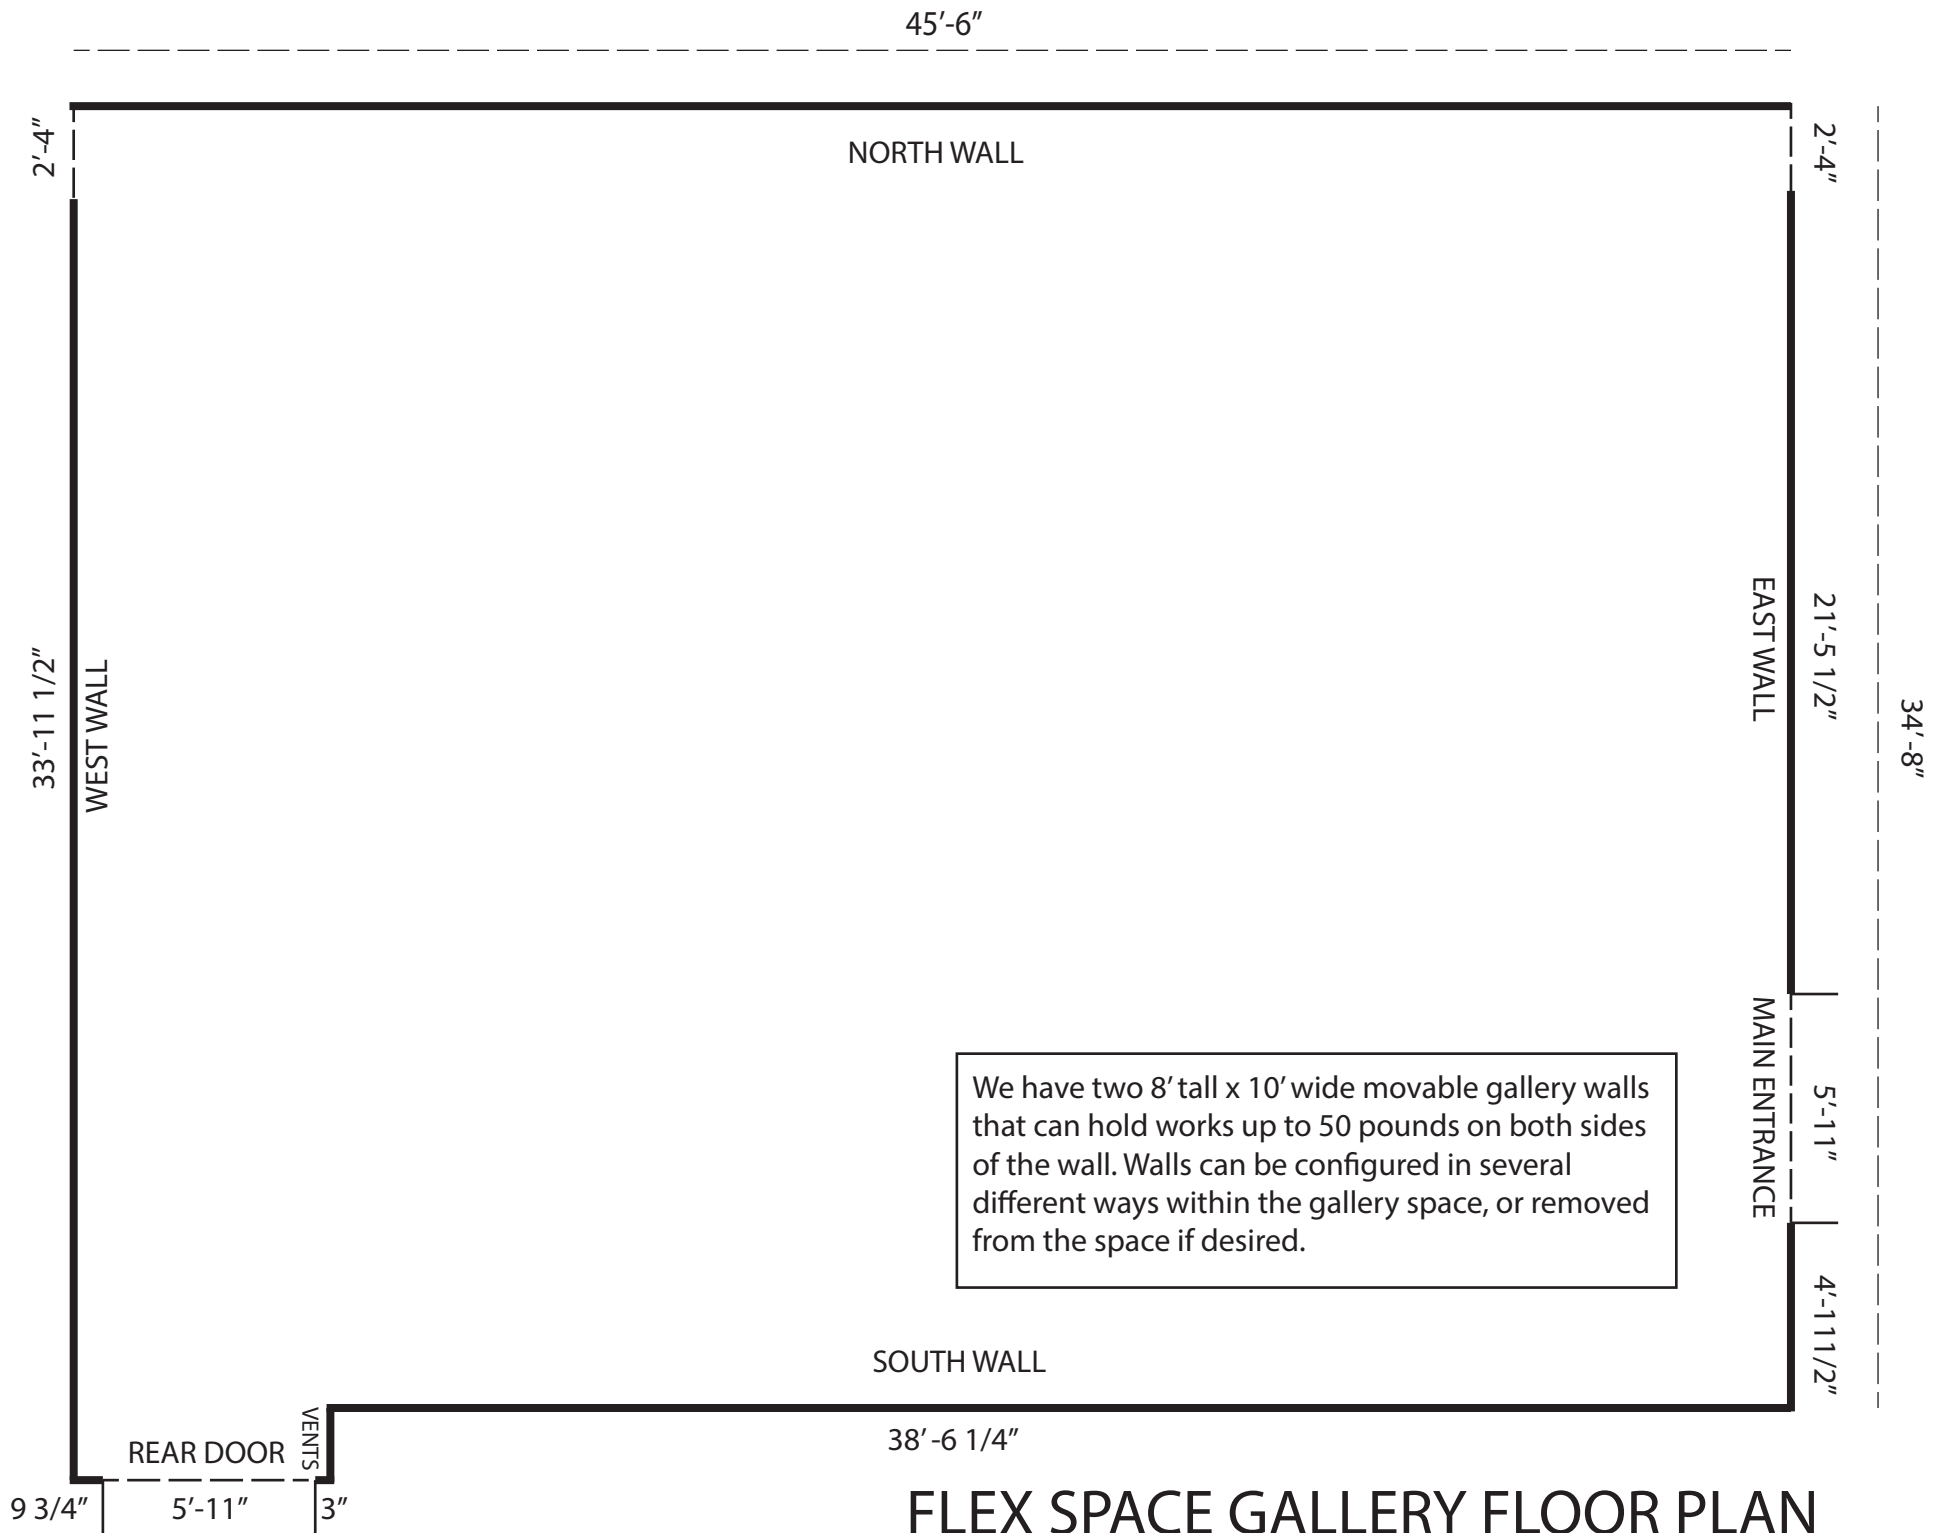 45’-6”
2’-4”
2’-4”
NORTH WALL
33’-11 1/2”
WEST WALL
EAST WALL
21’-5 1/2”
34’ -8”
MAIN ENTRANCE
5’-11”
We have two 8’ tall x 10’ wide movable gallery walls
that can hold works up to 50 pounds on both sides
of the wall. Walls can be configured in several
different ways within the gallery space, or removed
from the space if desired.
4’-111/2”
SOUTH WALL
38’ -6 1/4”
VENTS
REAR DOOR
9 3/4”
5’-11”
3”
FLEX SPACE GALLERY FLOOR PLAN